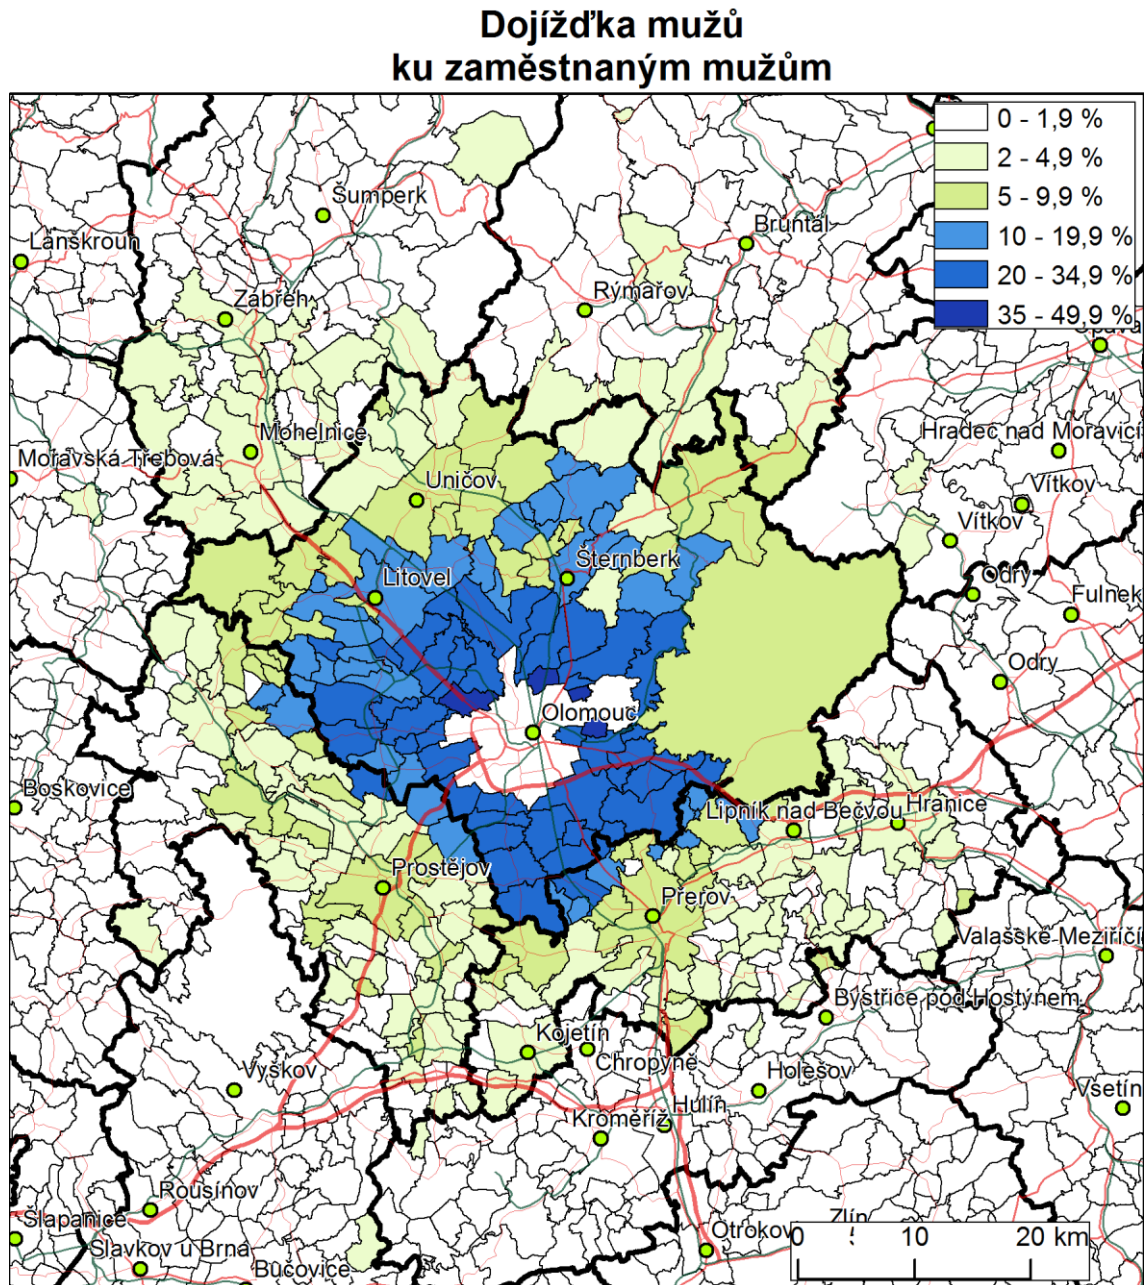 Dojížďka mužů
ku zaměstnaným mužům
0 - 1,9 %
2 - 4,9 %
5 - 9,9 %
10 - 19,9 %
20 - 34,9 %
35 - 49,9 %
Šumperk
Bruntál
Lanškroun
Rýmařov
Zábřeh
Mohelnice
Hradec nad Moravicí
Moravská Třebová
Uničov
Vítkov
Vítkov
Šternberk
Litovel
Odry
Fulnek
Odry
Olomouc
Boskovice
Lipník nad Bečvou
Hranice
Prostějov
Přerov
Valašské Meziříčí
Bystřice pod Hostýnem
Kojetín
Chropyně
Vyškov
Holešov
Vsetín
Hulín
Kroměříž
Rousínov
Šlapanice
Zlín
Slavkov u Brna
Otrokov
Bučovice
0 5 10 20 km